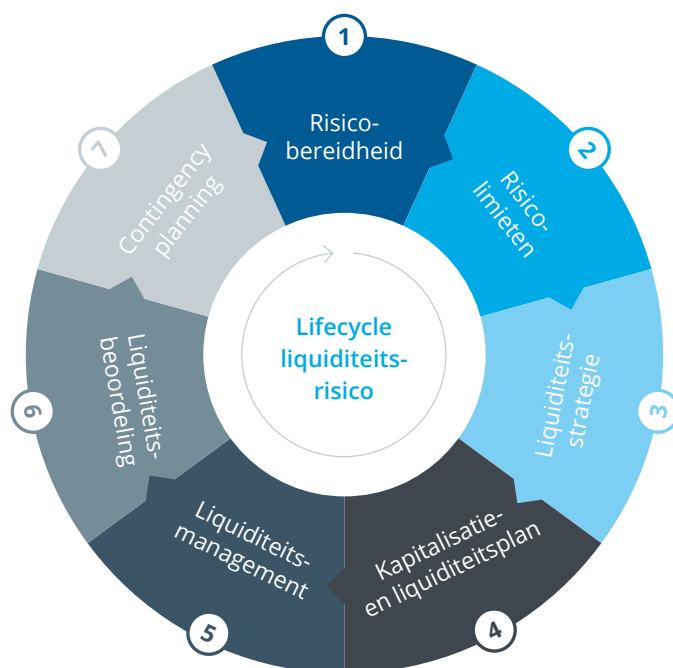 1
Risico-
bereidheid
2
Risico-
limieten
3
Liquiditeits-
strategie
4
Kapitalisatie-
en liquiditeitsplan
5
Liquiditeits-
management
6
Liquiditeits-
beoordeling
7
Contingency
planning
Lifecycle
liquiditeits-
risico